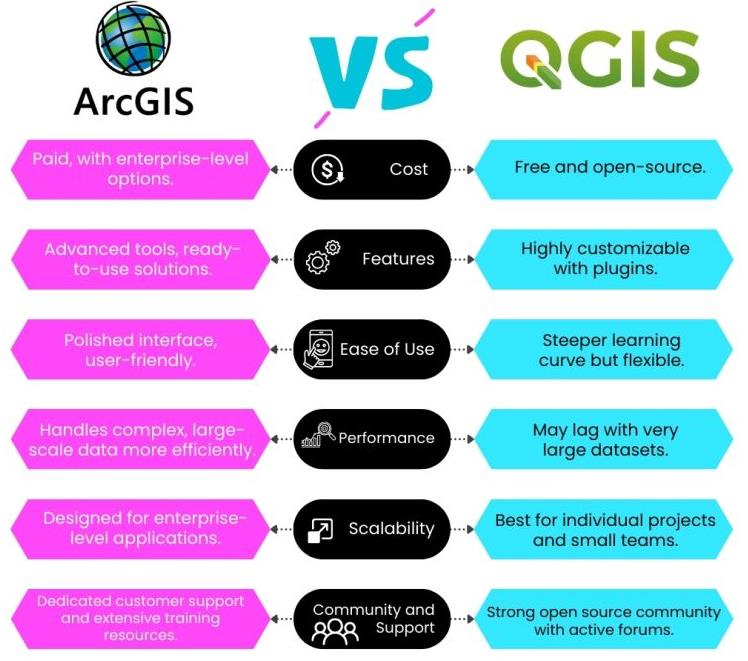 ArcGIS
VS
QGIS
Paid, with enterprise-level
options.
Cost
Free and open-source.
Advanced tools, ready-
to-use solutions.
Features
Highly customizable
with plugins.
Polished interface,
user-friendly.
Ease of Use
Steeper learning
curve but flexible.
Handles complex, large-
scale data more efficiently.
Performance
May lag with very
large datasets.
Designed for enterprise-
level applications.
Scalability
Best for individual projects
and small teams.
Dedicated customer support
and extensive training
resources.
Community and
Support
Strong open source community
with active forums.